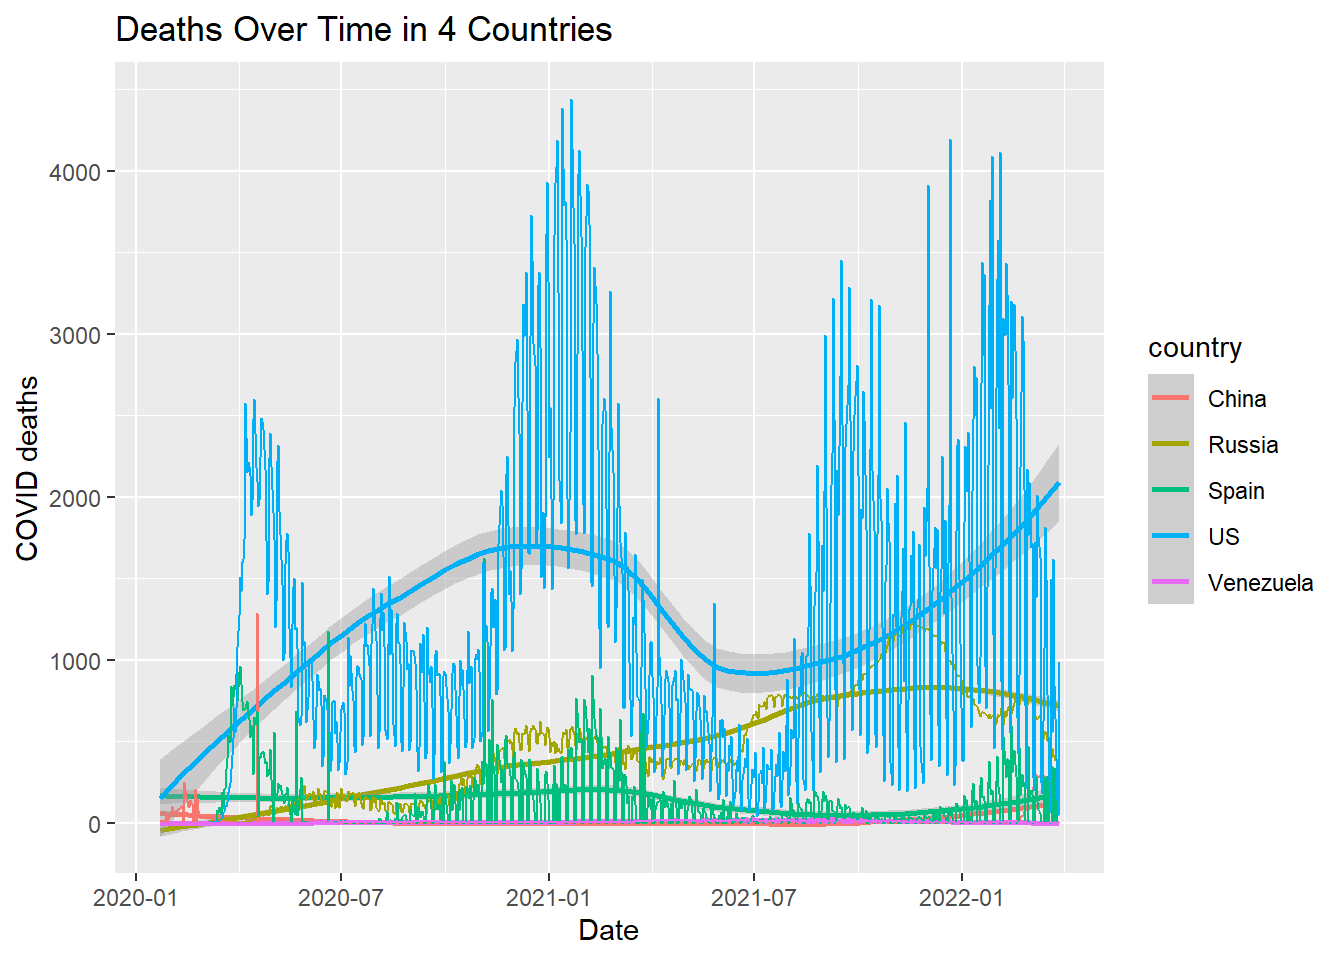 Deaths Over Time in 4 Countries
COVID deaths
4000
3000
2000
1000
0
2020-01
2020-07
2021-01
2021-07
2022-01
Date
country
China
Russia
Spain
US
Venezuela